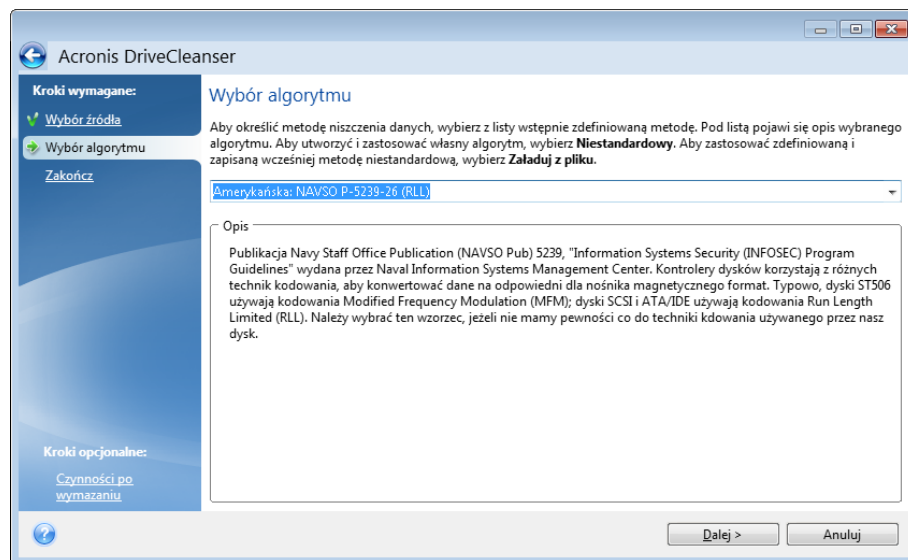 Acronis DriveCleanser
Kroki wymagane:
Wybór źródła
Wybór algorytmu
Zakończ
Kroki opcjonalne:
Czynności po
wymazaniu
Wybór algorytmu
Aby określić metodę niszczenia danych, wybierz z listy wstępnie zdefiniowaną metodę. Pod listą pojawi się opis wybranego
algorytmu. Aby utworzyć i zastosować własny algorytm, wybierz Niestandardowy. Aby zastosować zdefiniowaną i
zapisaną wcześniej metodę niestandardową, wybierz Załaduj z pliku.
Amerykańska: NAVSO P-5239-26 (RLL)
Opis
Publikacja Navy Staff Office Publication (NAVSO Pub) 5239, "Information Systems Security (INFOSEC) Program
Guidelines" wydana przez Naval Information Systems Management Center. Kontrolery dysków korzystają z różnych
technik kodowania, aby konwertować dane na odpowiedni dla nośnika magnetycznego format. Typowo, dyski ST506
używają kodowania Modified Frequency Modulation (MFM); dyski SCSI i ATA/IDE używają kodowania Run Length
Limited (RLL). Należy wybrać ten wzorzec, jeżeli nie mamy pewności co do techniki kdowania używanego przez nasz
dysk.
Dalej >
Anuluj